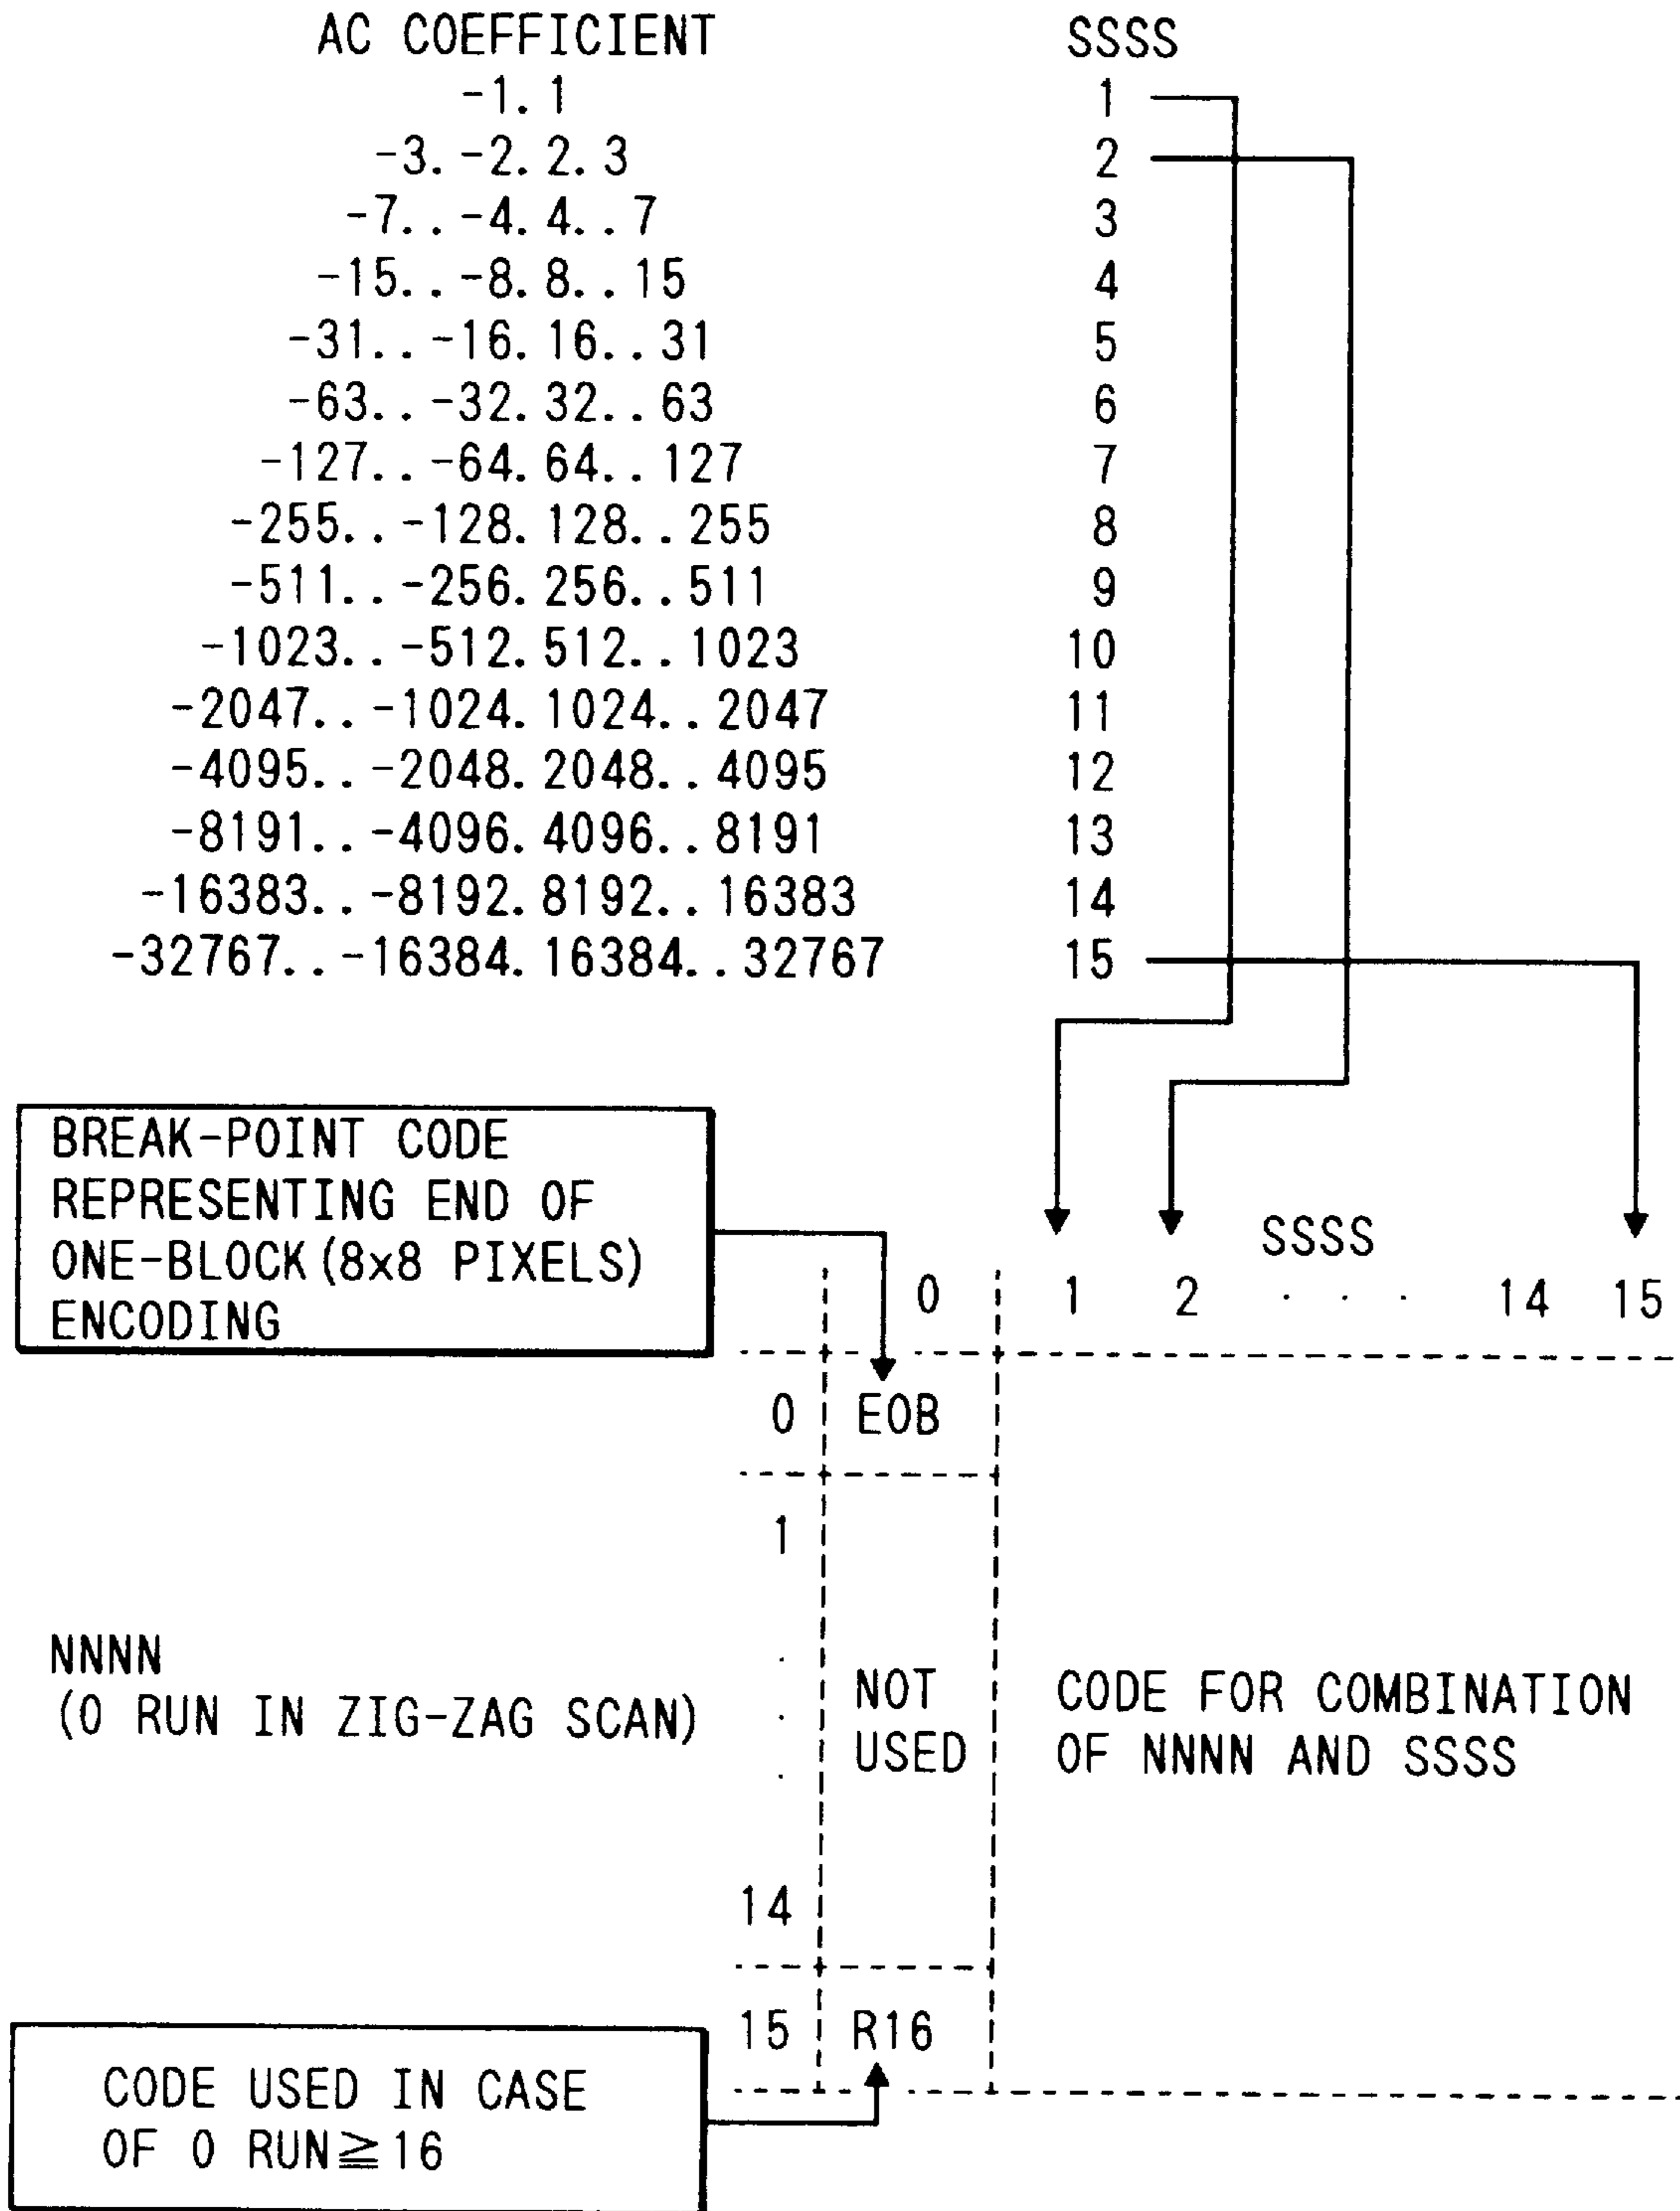 AC COEFFICIENT SSSS
-1. 1 1
-3. -2. 2. 3 2
-7. . -4. 4. . 7 3
-15. . -8. 8. . 15 4
-31. . -16. 16. . 31 5
-63. . -32. 32. . 63 6
-127. . -64. 64. . 127 7
-255. . -128. 128. . 255 8
-511. . -256. 256. . 511 9
-1023. . -512. 512. . 1023 10
-2047. . -1024. 1024. . 2047 11
-4095. . -2048. 2048. . 4095 12
-8191. . -4096. 4096. . 8191 13
-16383. . -8192. 8192. . 16383 14
-32767. . -16384. 16384. . 32767 15
BREAK-POINT CODE
REPRESENTING END OF
ONE-BLOCK (8x8 PIXELS)
ENCODING
SSSS
0 1 2 · · · 14 15
0 EOB
1
NNNN
(0 RUN IN ZIG-ZAG SCAN)
·
·
·
NOT
USED
CODE FOR COMBINATION
OF NNNN AND SSSS
14
15 R16
CODE USED IN CASE
OF 0 RUN≧16